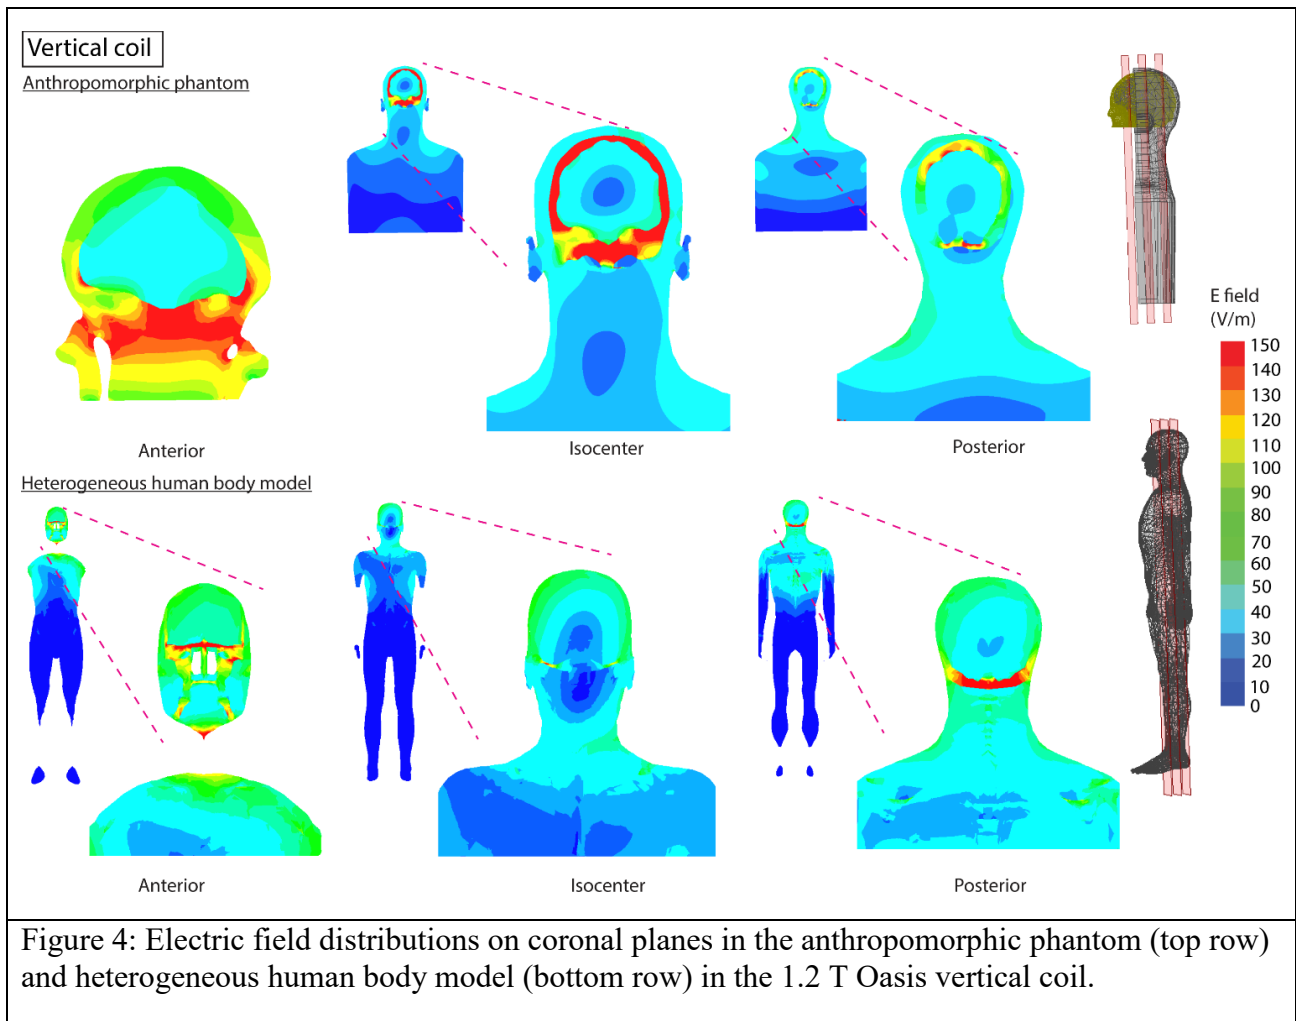 Vertical coil
Anthropomorphic phantom
E field
(V/m)
150
140
130
120
110
100
90
80
70
60
50
40
30
20
10
0
Anterior
Isocenter
Posterior
Heterogeneous human body model
Anterior
Isocenter
Posterior
Figure 4: Electric field distributions on coronal planes in the anthropomorphic phantom (top row)
and heterogeneous human body model (bottom row) in the 1.2 T Oasis vertical coil.